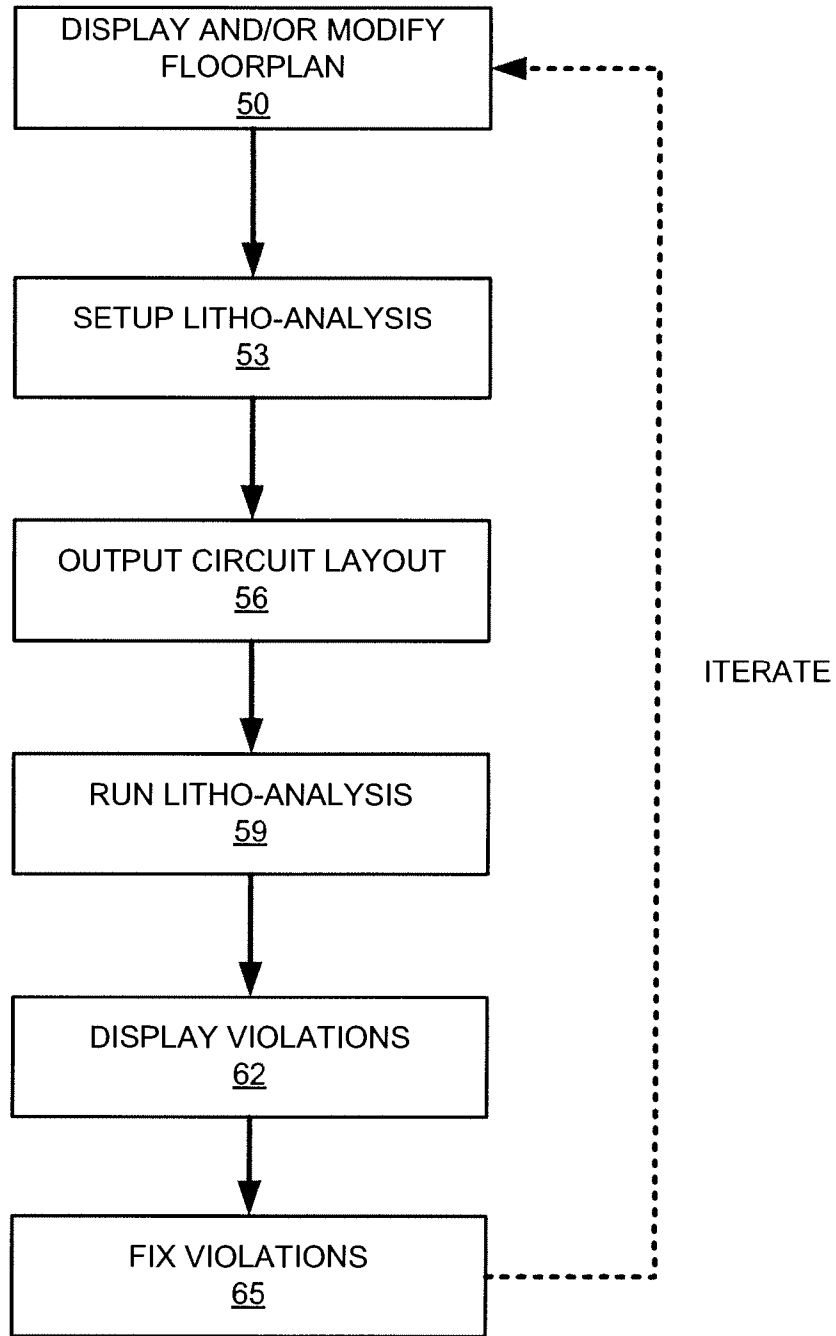 DISPLAY AND/OR MODIFY
FLOORPLAN
50
SETUP LITHO-ANALYSIS
53
OUTPUT CIRCUIT LAYOUT
56
ITERATE
RUN LITHO-ANALYSIS
59
DISPLAY VIOLATIONS
62
FIX VIOLATIONS
65